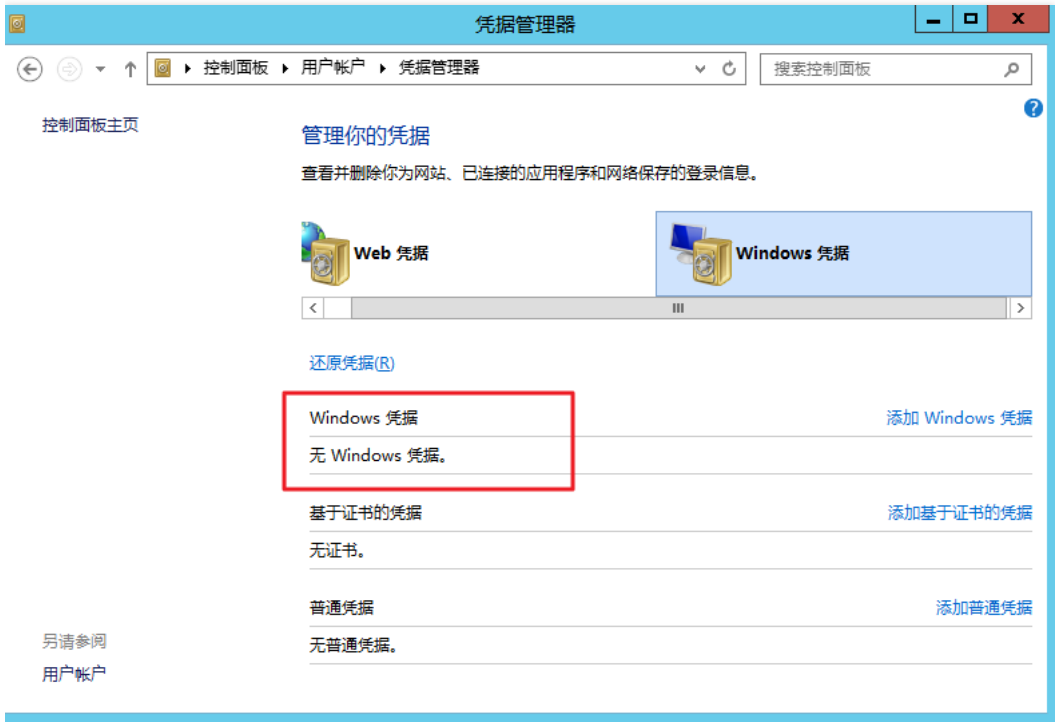 凭据管理器
控制面板 用户帐户 凭据管理器
搜索控制面板
控制面板主页
管理你的凭据
查看并删除你为网站、已连接的应用程序和网络保存的登录信息。
Web 凭据
Windows 凭据
还原凭据(R)
Windows 凭据
添加 Windows 凭据
无 Windows 凭据。
基于证书的凭据
添加基于证书的凭据
无证书。
普通凭据
添加普通凭据
无普通凭据。
另请参阅
用户帐户